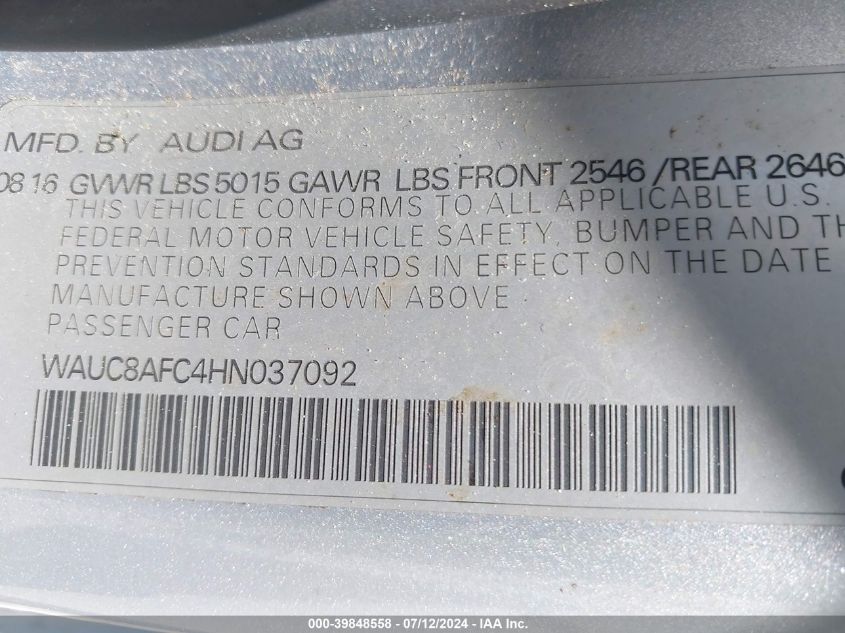 MFD. BY AUDI AG
08 16 GVWR LBS 5015 GAWR LBS FRONT 2546 / REAR 2646
THIS VEHICLE CONFORMS TO ALL APPLICABLE U.S.
FEDERAL MOTOR VEHICLE SAFETY, BUMPER AND TH
PREVENTION STANDARDS IN EFFECT ON THE DATE
MANUFACTURE SHOWN ABOVE
PASSENGER CAR
WAUC8AFC4HN037092
000-39848558 - 07/12/2024 - IAA Inc.